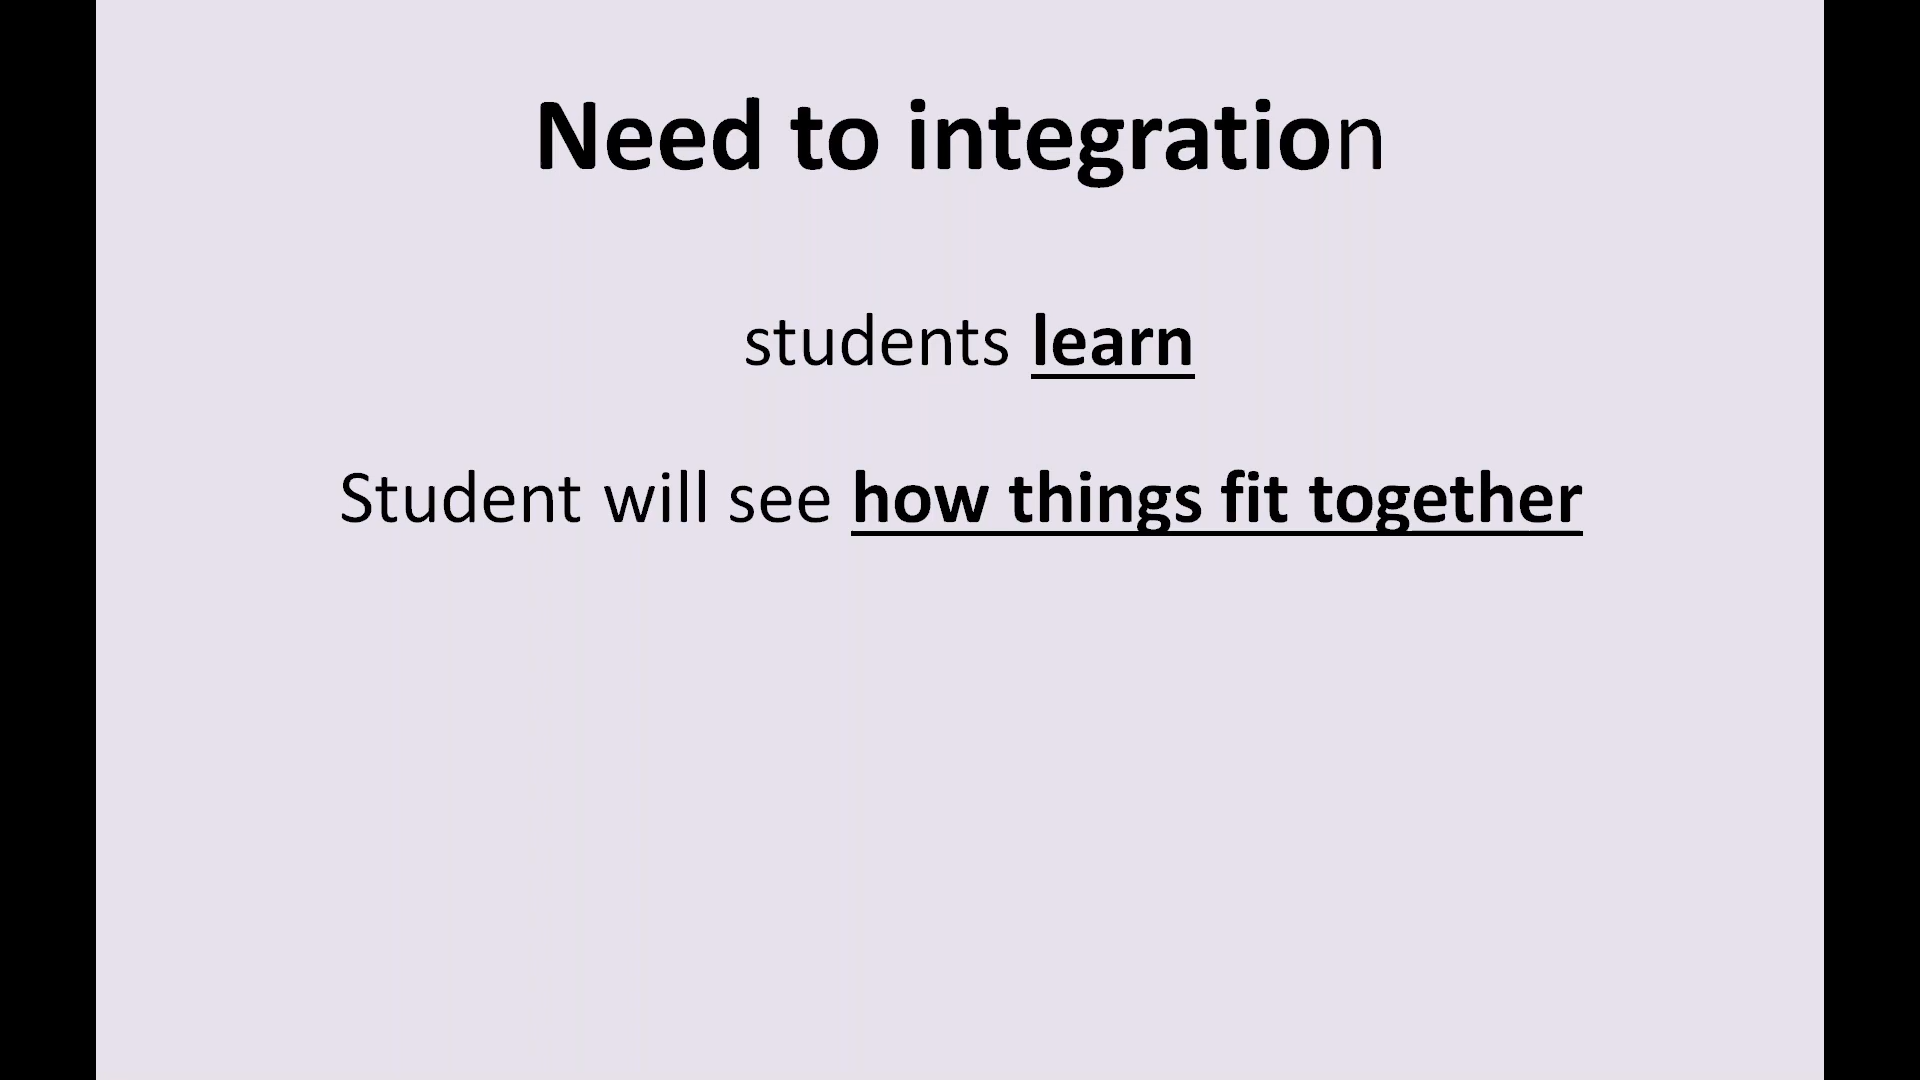 Need to integration
students learn
Student will see how things fit together